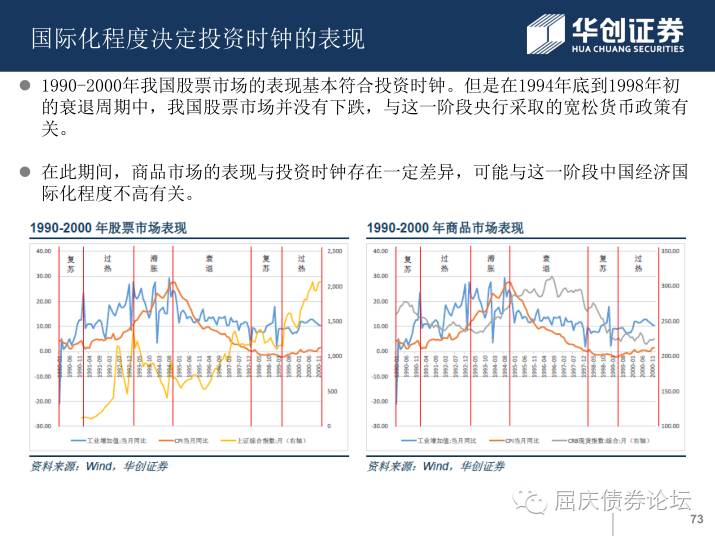 国际化程度决定投资时钟的表现
华创证券
HUA CHUANG SECURITIES
● 1990-2000年我国股票市场的表现基本符合投资时钟。但是在1994年底到1998年初
的衰退周期中，我国股票市场并没有下跌，与这一阶段央行采取的宽松货币政策有
关。
● 在此期间，商品市场的表现与投资时钟存在一定差异，可能与这一阶段中国经济国
际化程度不高有关。
1990-2000 年股票市场表现
复苏 过热 滞胀 衰退 复苏 过热
40.00
30.00
20.00
10.00
0.00
-10.00
-20.00
-30.00
2,500
2,000
1,500
1,000
500
0
工业增加值:当月同比 CPI:当月同比 上证综合指数:月（右轴）
资料来源：Wind，华创证券
1990-2000 年商品市场表现
复苏 过热 滞胀 衰退 复苏 过热
40.00
30.00
20.00
10.00
0.00
-10.00
-20.00
-30.00
350.00
300.00
250.00
200.00
150.00
100.00
工业增加值:当月同比 CPI:当月同比 CRB现货指数:综合:月（右轴）
资料来源：Wind，华创证券
屈庆债券论坛
73